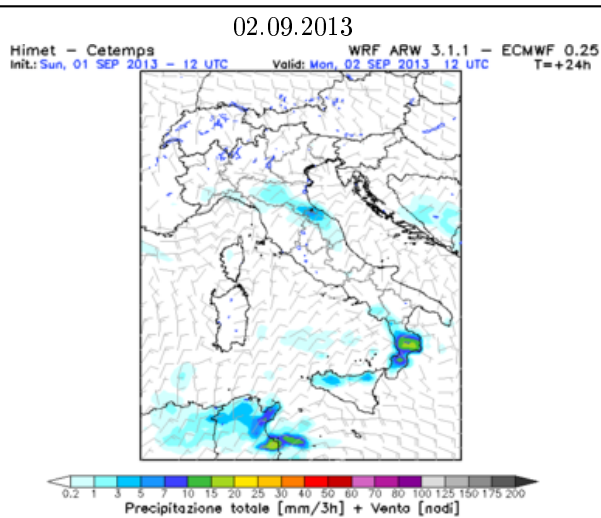 02.09.2013
Himet - Cetemps WRF ARW 3.1.1 - ECMWF 0.25
Init.: Sun, 01 SEP 2013 - 12 UTC Valid: Mon, 02 SEP 2013 12 UTC T=+24h
0.2 1 3 5 7 10 15 20 25 30 40 50 60 70 80 100 125 150 175 200
Precipitazione totale [mm/3h] + Vento [nodi]